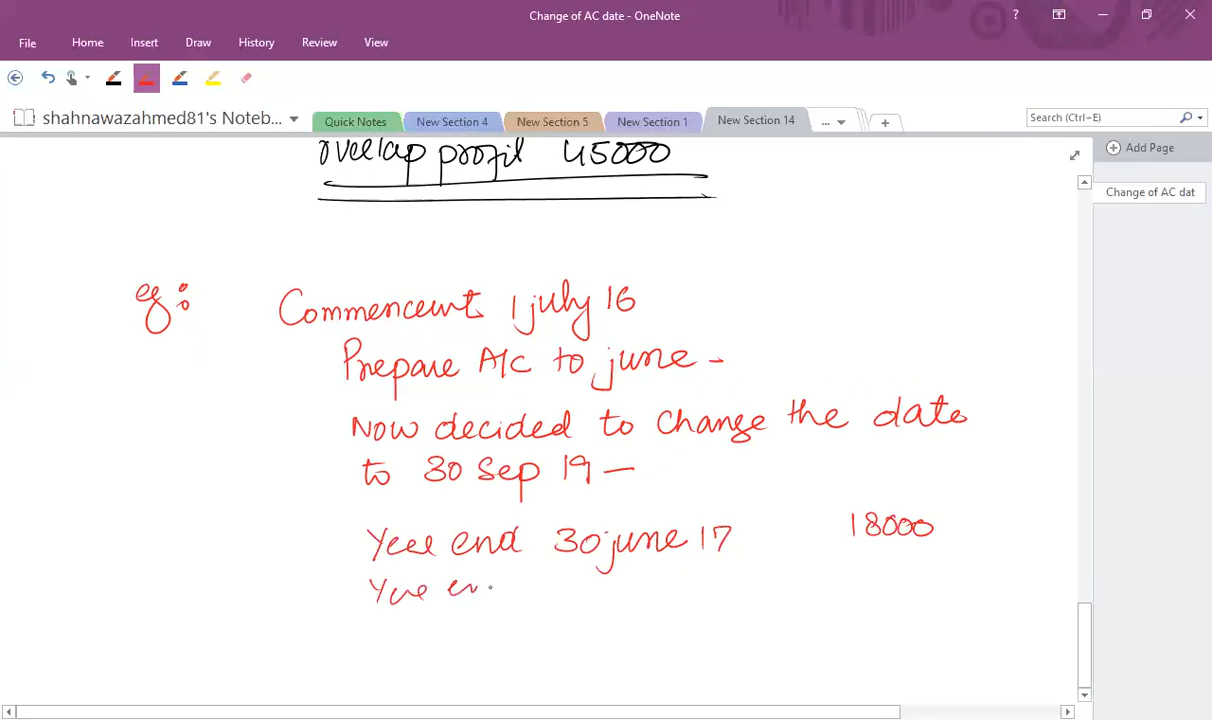 Change of AC date - OneNote
?
File Home Insert Draw History Review View
shahnawazahmed81's Noteb... Quick Notes New Section 4 New Section 5 New Section 1 New Section 14 ... + Search (Ctrl+E)
Add Page
Change of AC dat
overlap profit 45000
eg:
Commencemt 1 july 16
Prepare A/C to june -
Now decided to change the date
to 30 Sep 19 -
Year end 30 june 17 18000
Year en